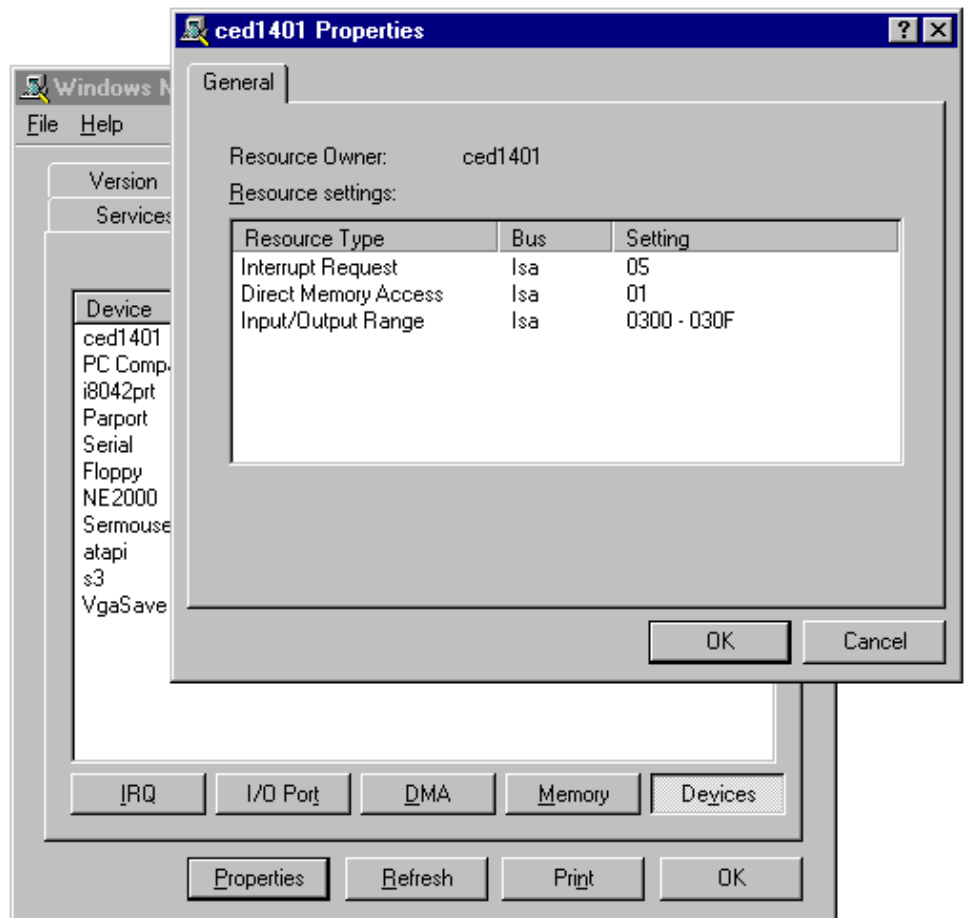 ced1401 Properties
General
Resource Owner: ced1401
Resource settings:
Resource Type Bus Setting
Interrupt Request Isa 05
Direct Memory Access Isa 01
Input/Output Range Isa 0300 - 030F
OK Cancel
Windows
File Help
Version
Services
Device
ced1401
PC
i8042prt
Parport
Serial
Floppy
NE2000
Sermouse
atapi
s3
VgaSave
IRQ I/O Port DMA Memory Devices
Properties Refresh Print OK